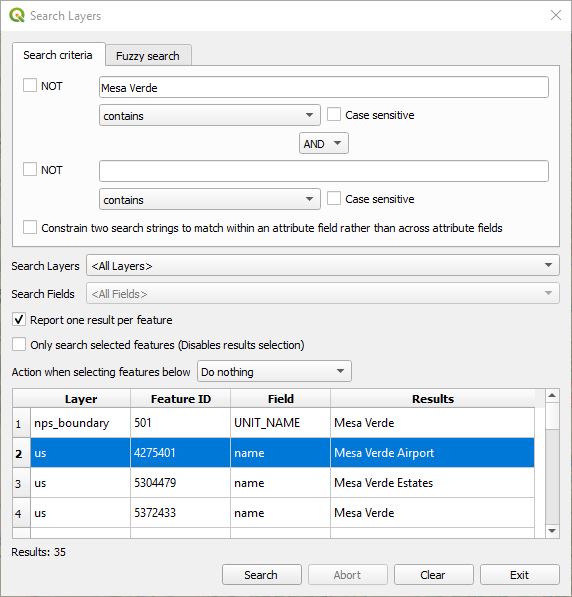 Search Layers
Search criteria Fuzzy search
NOT Mesa Verde
contains Case sensitive
AND
NOT
contains Case sensitive
Constrain two search strings to match within an attribute field rather than across attribute fields
Search Layers <All Layers>
Search Fields <All Fields>
Report one result per feature
Only search selected features (Disables results selection)
Action when selecting features below Do nothing
Layer Feature ID Field Results
1 nps_boundary 501 UNIT_NAME Mesa Verde
2 us 4275401 name Mesa Verde Airport
3 us 5304479 name Mesa Verde Estates
4 us 5372433 name Mesa Verde
Results: 35
Search Abort Clear Exit